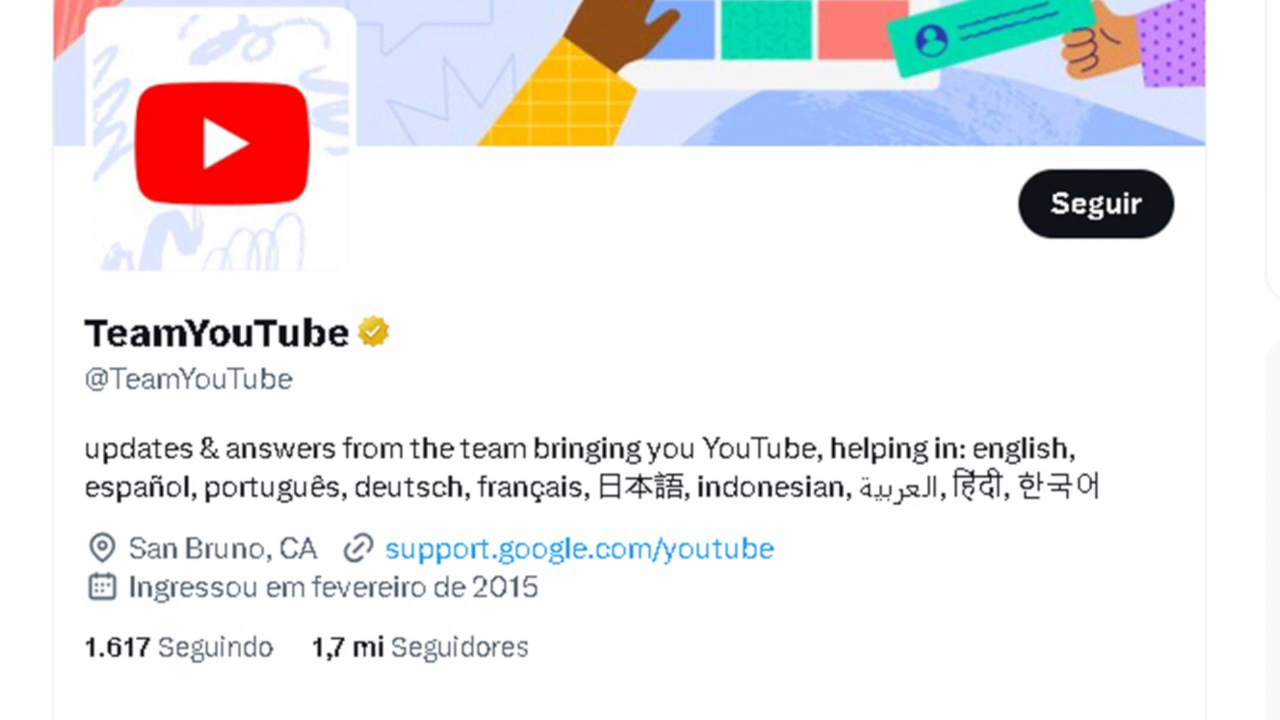 Seguir
TeamYouTube
@TeamYouTube
updates & answers from the team bringing you YouTube, helping in: english,
español, português, deutsch, français, 日本語, indonesian, العربية, हिंदी, 한국어
San Bruno, CA support.google.com/youtube
Ingressou em fevereiro de 2015
1.617 Seguindo 1,7 mi Seguidores